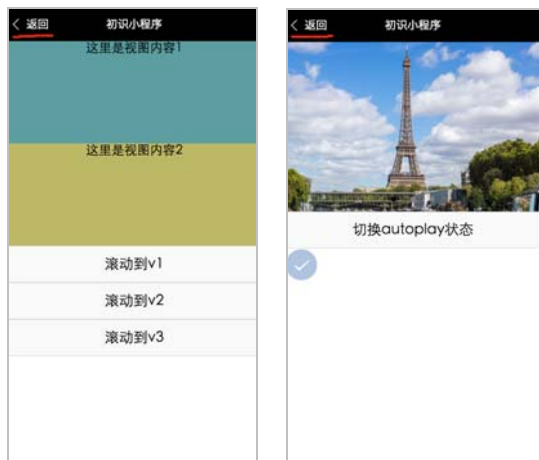 返回 初识小程序
这里是视图内容1
这里是视图内容2
滚动到v1
滚动到v2
滚动到v3
返回 初识小程序
切换autoplay状态